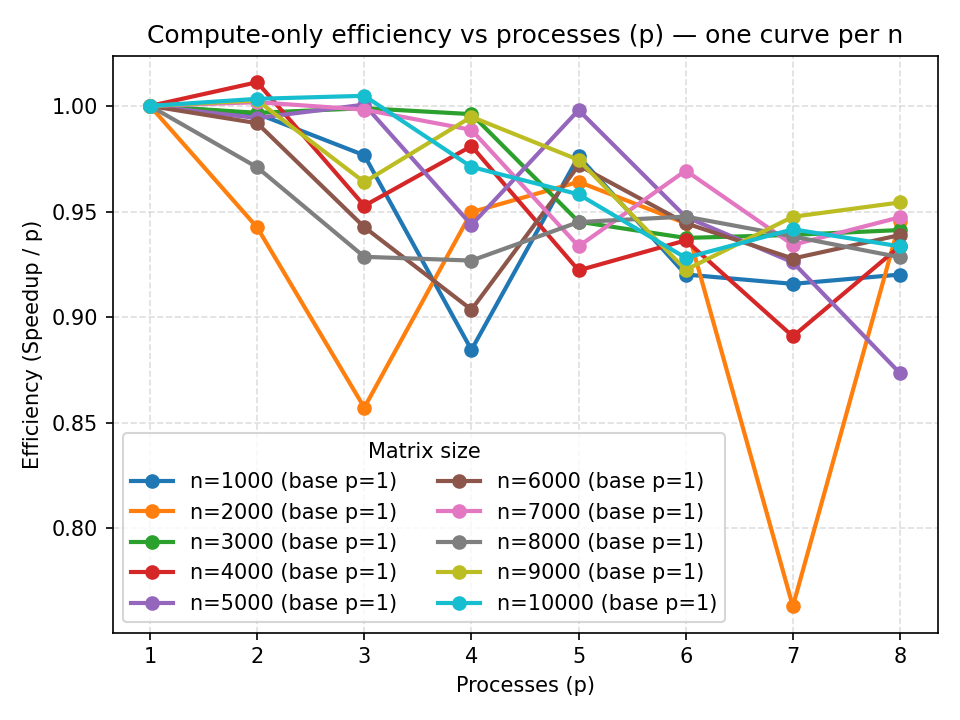 Compute-only efficiency vs processes (p) — one curve per n
Efficiency (Speedup / p)
1.00
0.95
0.90
0.85
0.80
Matrix size
n=1000 (base p=1)
n=2000 (base p=1)
n=3000 (base p=1)
n=4000 (base p=1)
n=5000 (base p=1)
n=6000 (base p=1)
n=7000 (base p=1)
n=8000 (base p=1)
n=9000 (base p=1)
n=10000 (base p=1)
1 2 3 4 5 6 7 8
Processes (p)